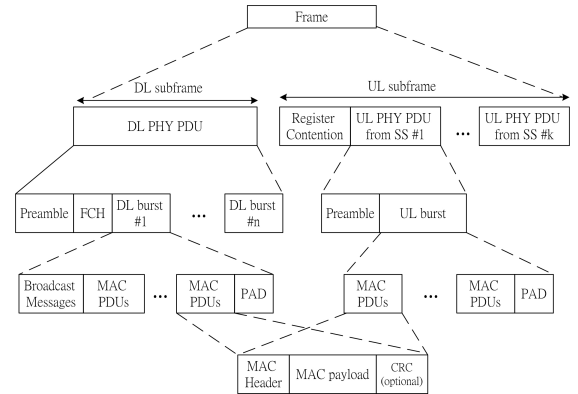 Frame
DL subframe
UL subframe
DL PHY PDU
Register
Contention
UL PHY PDU
from SS #1
...
UL PHY PDU
from SS #k
Preamble
FCH
DL burst
#1
...
DL burst
#n
Preamble
UL burst
Broadcast
Messages
MAC
PDUs
...
MAC
PDUs
PAD
MAC
PDUs
...
MAC
PDUs
PAD
MAC
Header
MAC payload
CRC
(optional)